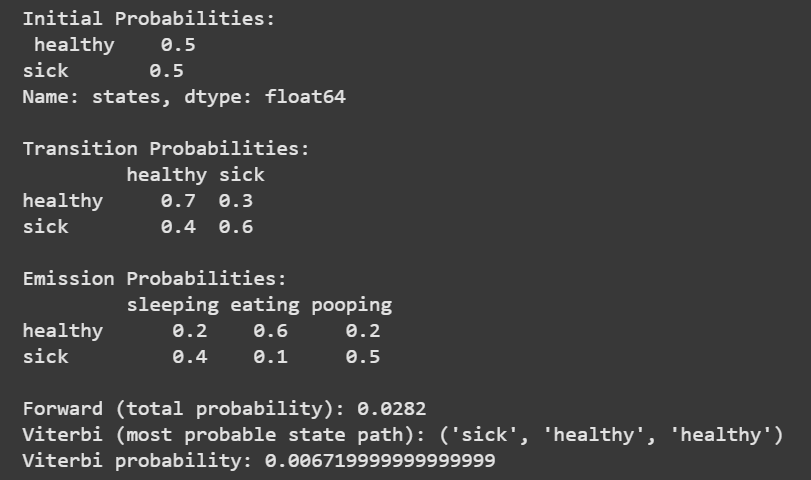 Initial Probabilities:
 healthy    0.5
sick       0.5
Name: states, dtype: float64

Transition Probabilities:
         healthy sick
healthy     0.7  0.3
sick        0.4  0.6

Emission Probabilities:
         sleeping eating pooping
healthy      0.2    0.6     0.2
sick         0.4    0.1     0.5

Forward (total probability): 0.0282
Viterbi (most probable state path): ('sick', 'healthy', 'healthy')
Viterbi probability: 0.006719999999999999